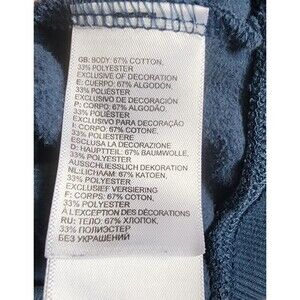 GB: BODY: 67% COTTON,
33% POLYESTER
EXCLUSIVE OF DECORATION
E: CUERPO: 67% ALGODON
33% POLIÉSTER
EXCLUSIVO DE DECORACIÓN
P: CORPO: 67% ALGODÃO
33% POLIÉSTER
EXCLUSIVO PARA DECORAÇÃO
I: CORPO: 67% COTONE,
33% POLIESTERE
ESCLUSA LA DECORAZIONE
D: HAUPTTEIL: 67% BAUMWOLLE,
33% POLYESTER
AUSSCHLIESSLICH DEKORATION
NL: LICHAAM: 67% KATOEN,
33% POLYESTER
EXCLUSIEF VERSIERING
F: CORPS: 67% COTON,
33% POLYESTER
À L'EXCEPTION DES DÉCORATIONS
RU: ТЕЛО: 67% ХЛОПОК,
33% ПОЛИЭСТЕР
БЕЗ УКРАШЕНИЙ